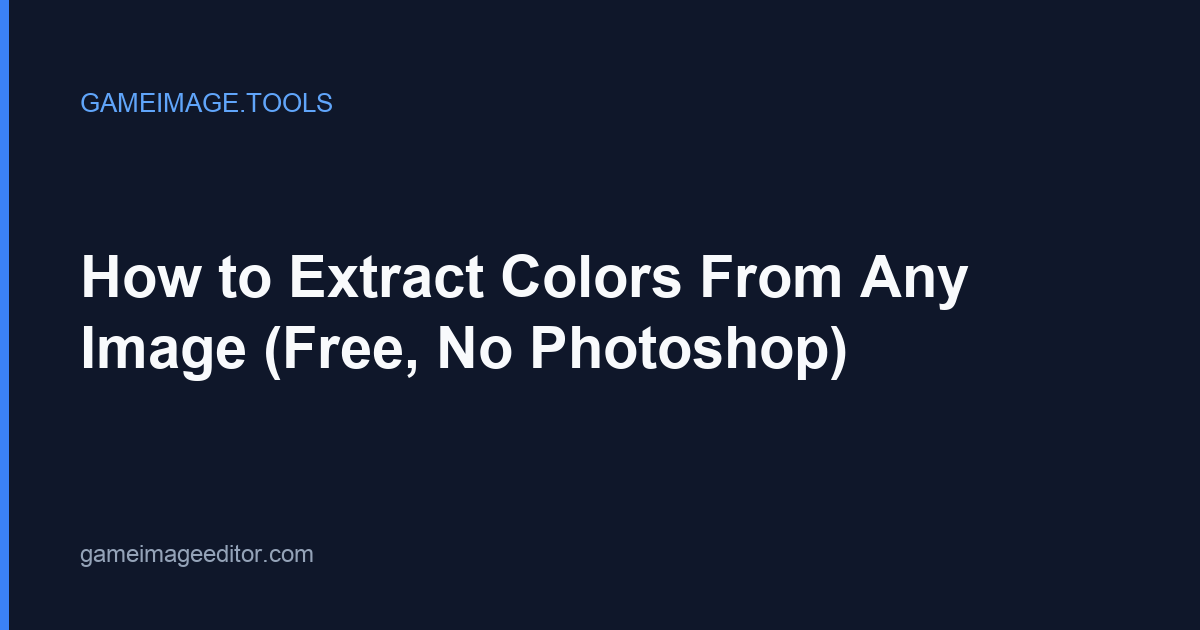 GAMEIMAGE.TOOLS
How to Extract Colors From Any
Image (Free, No Photoshop)
gameimageeditor.com